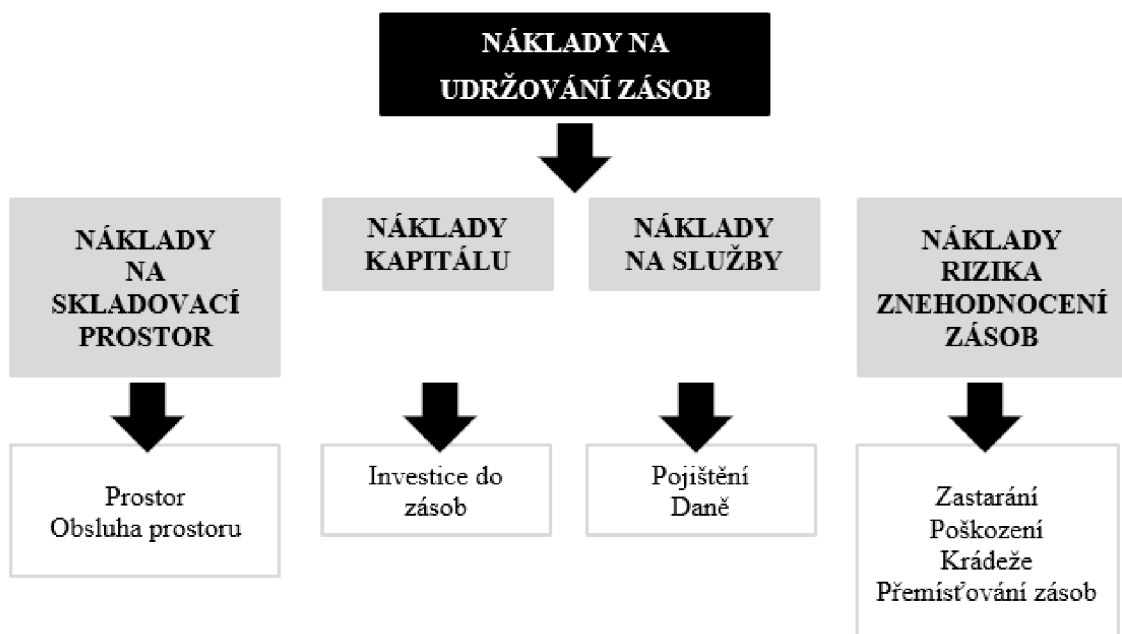 NÁKLADY NA
UDRŽOVÁNÍ ZÁSOB
NÁKLADY
NA
SKLADOVACÍ
PROSTOR
NÁKLADY
KAPITÁLU
NÁKLADY
NA SLUŽBY
NÁKLADY
RIZIKA
ZNEHODNOCENÍ
ZÁSOB
Prostor
Obsluha prostoru
Investice do
zásob
Pojištění
Daně
Zastarání
Poškození
Krádeže
Přemísťování zásob